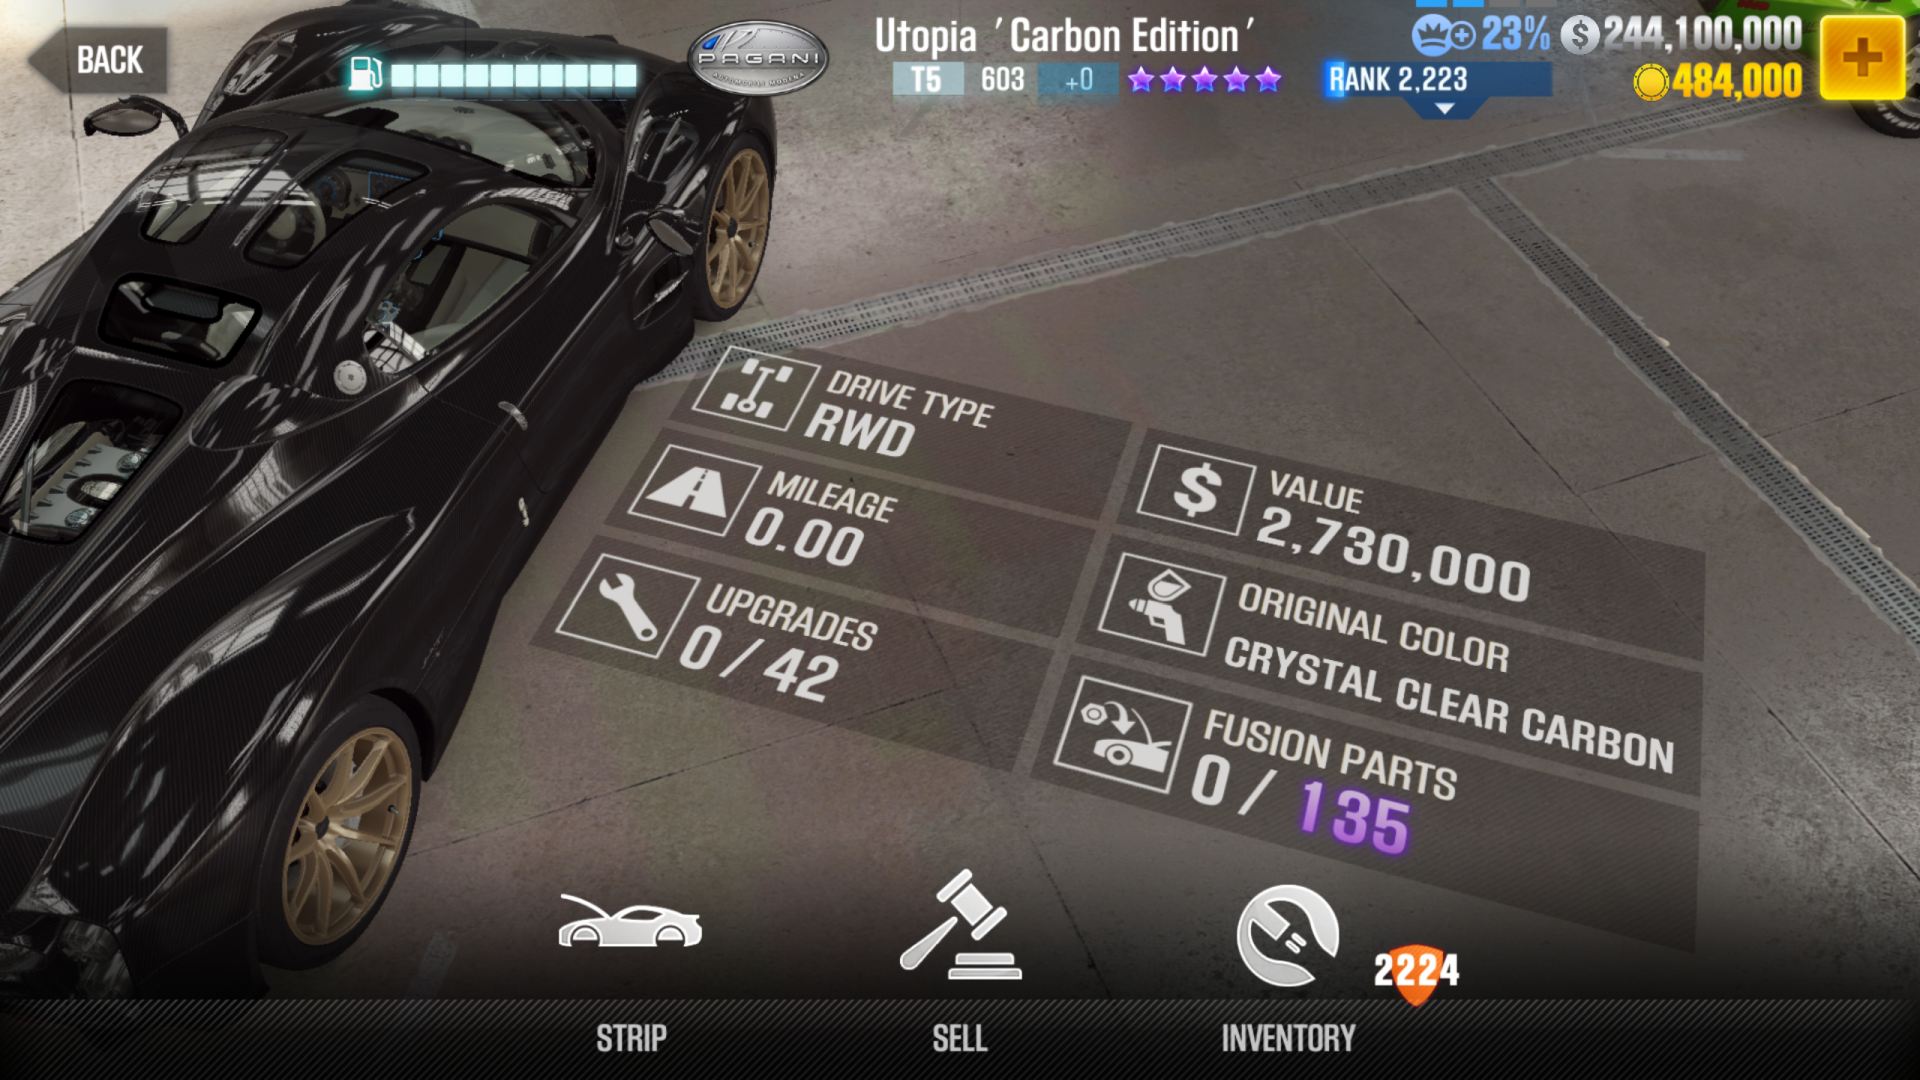 BACK
PAGANI
AUTOMOBILI MODENA
Utopia 'Carbon Edition'
T5 603 +0
23%
RANK 2,223
$ 244,100,000
484,000
+
DRIVE TYPE
RWD
MILEAGE
0.00
UPGRADES
0/42
$ VALUE
2,730,000
ORIGINAL COLOR
CRYSTAL CLEAR CARBON
FUSION PARTS
0/ 135
2224
STRIP
SELL
INVENTORY